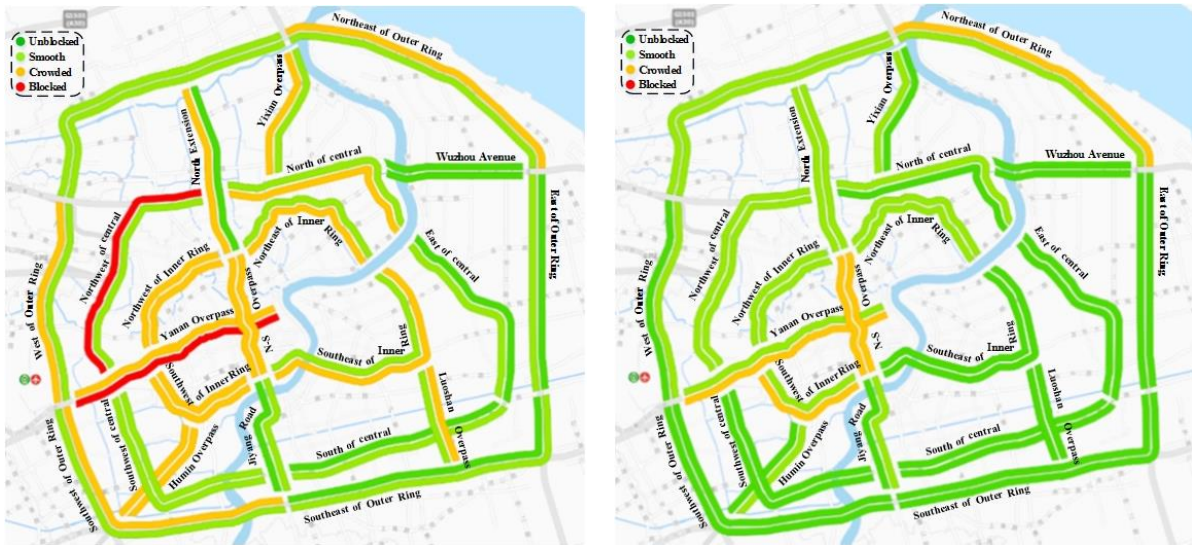 G1501
(A30)
Unblocked
Smooth
Crowded
Blocked
Northeast of Outer Ring
Yixian Overpass
North Extension
North of central
Wuzhou Avenue
Northwest of central
Northeast of Inner Ring
Northwest of Inner Ring
East of central
East of Outer Ring
West of Outer Ring
Yanan Overpass
N-S Overpass
Southeast of Inner Ring
Southwest of Inner Ring
Southwest of central
Humin Overpass
Jiyang Road
Luoshan Overpass
South of central
Southwest of Outer Ring
Southeast of Outer Ring
G1501
(A30)
Unblocked
Smooth
Crowded
Blocked
Northeast of Outer Ring
Yixian Overpass
North Extension
North of central
Wuzhou Avenue
Northwest of central
Northeast of Inner Ring
Northwest of Inner Ring
East of central
East of Outer Ring
West of Outer Ring
Yanan Overpass
N-S Overpass
Southeast of Inner Ring
Southwest of Inner Ring
Southwest of central
Humin Overpass
Jiyang Road
Luoshan Overpass
South of central
Southwest of Outer Ring
Southeast of Outer Ring